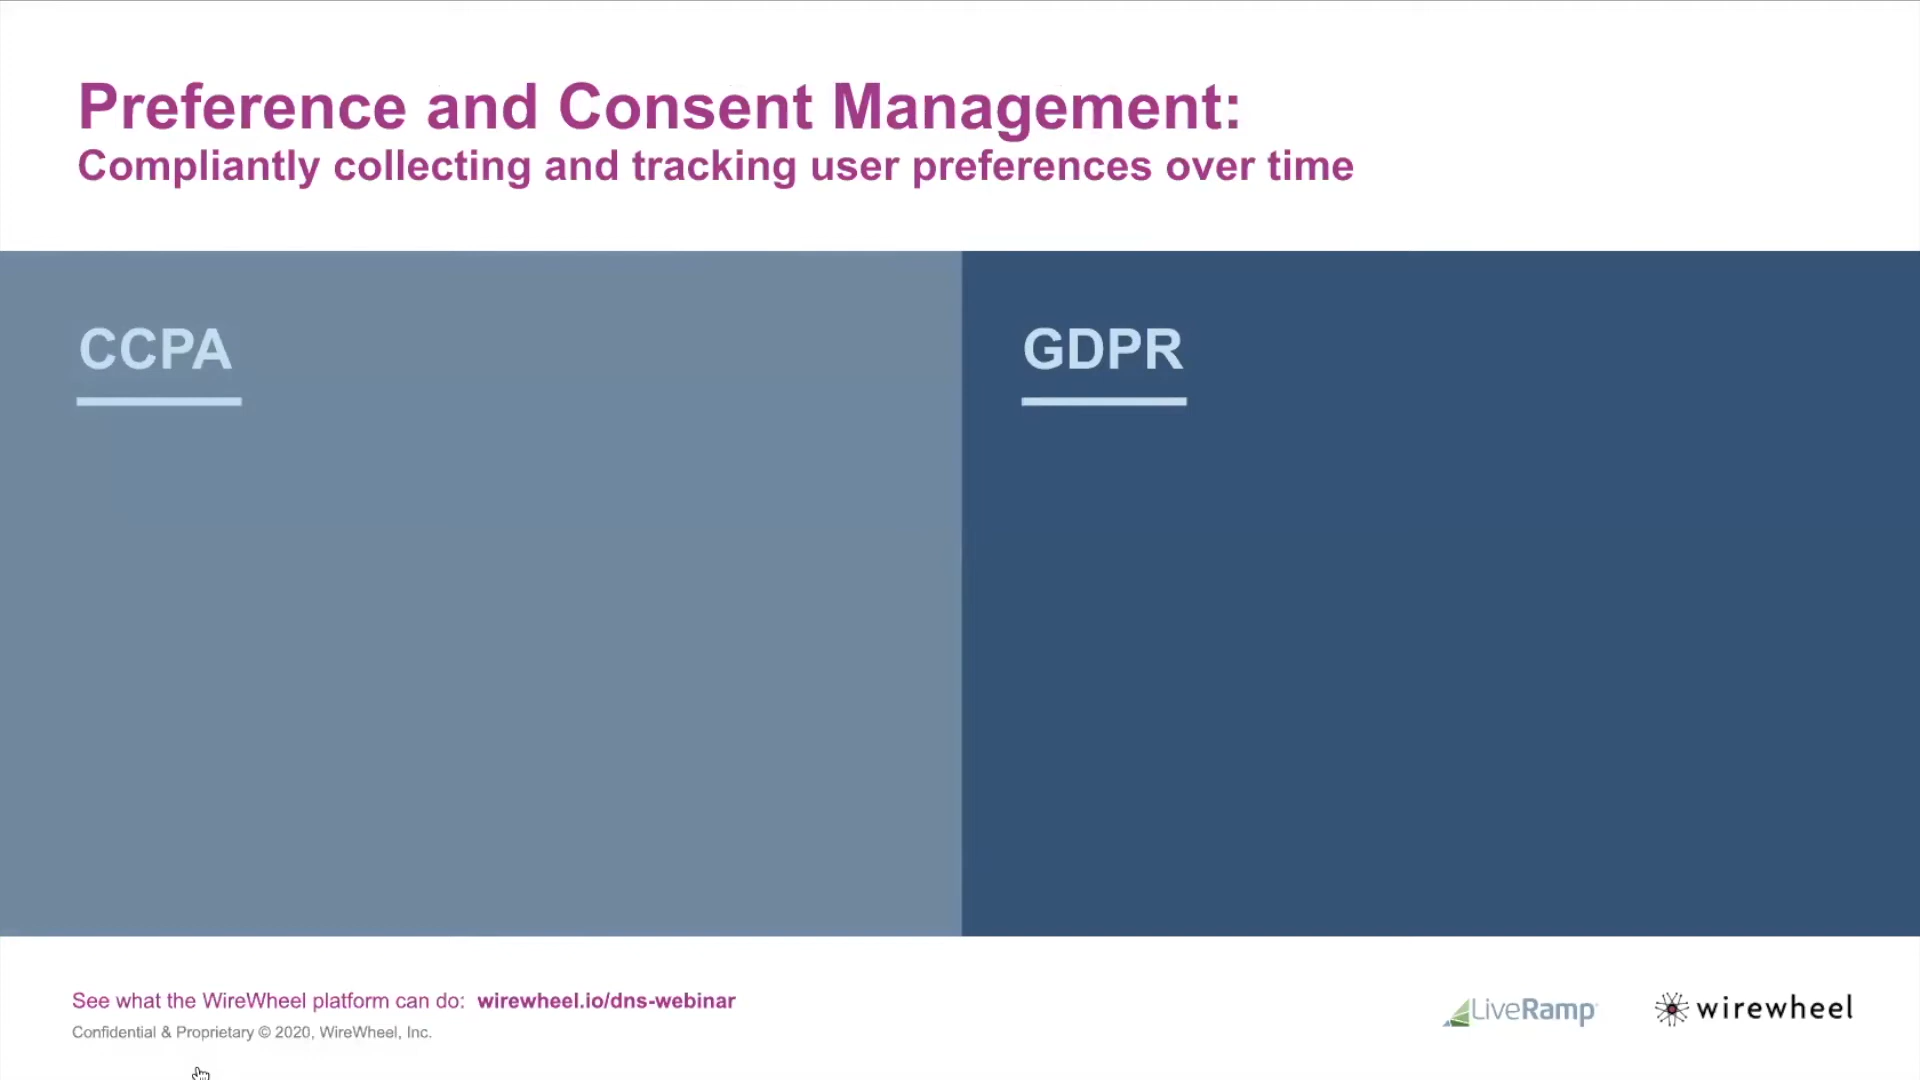 Preference and Consent Management:
Compliantly collecting and tracking user preferences over time
CCPA
GDPR
See what the WireWheel platform can do: wirewheel.io/dns-webinar
Confidential & Proprietary © 2020, WireWheel, Inc.
LiveRamp
wirewheel